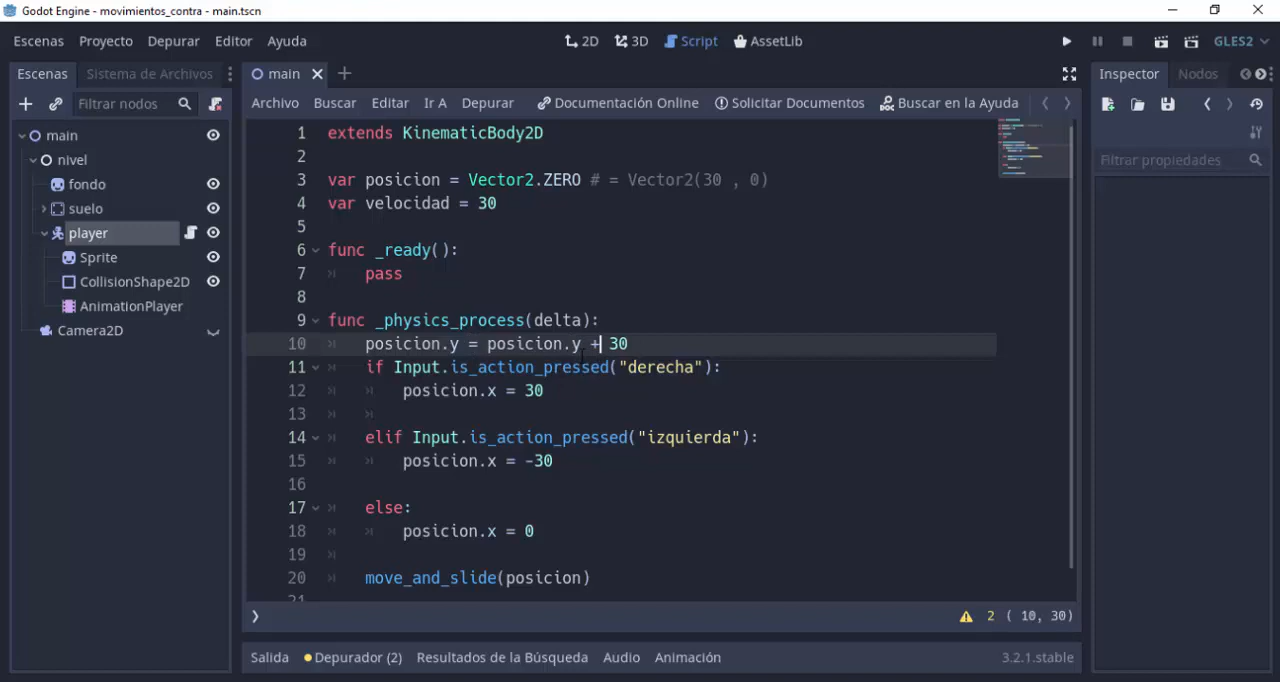 Godot Engine - movimientos_contra - main.tscn
Escenas Proyecto Depurar Editor Ayuda 2D 3D Script AssetLib GLES2
Escenas Sistema de Archivos main Inspector Nodos
Filtrar nodos Archivo Buscar Editar Ir A Depurar Documentación Online Solicitar Documentos Buscar en la Ayuda
main
nivel
fondo
suelo
player
Sprite
CollisionShape2D
AnimationPlayer
Camera2D
1 extends KinematicBody2D
2
3 var posicion = Vector2.ZERO # = Vector2(30 , 0)
4 var velocidad = 30
5
6 func _ready():
7 pass
8
9 func _physics_process(delta):
10 posicion.y = posicion.y + 30
11 if Input.is_action_pressed("derecha"):
12 posicion.x = 30
13
14 elif Input.is_action_pressed("izquierda"):
15 posicion.x = -30
16
17 else:
18 posicion.x = 0
19
20 move_and_slide(posicion)
21
2 ( 10, 30)
Salida Depurador (2) Resultados de la Búsqueda Audio Animación 3.2.1.stable
Filtrar propiedades